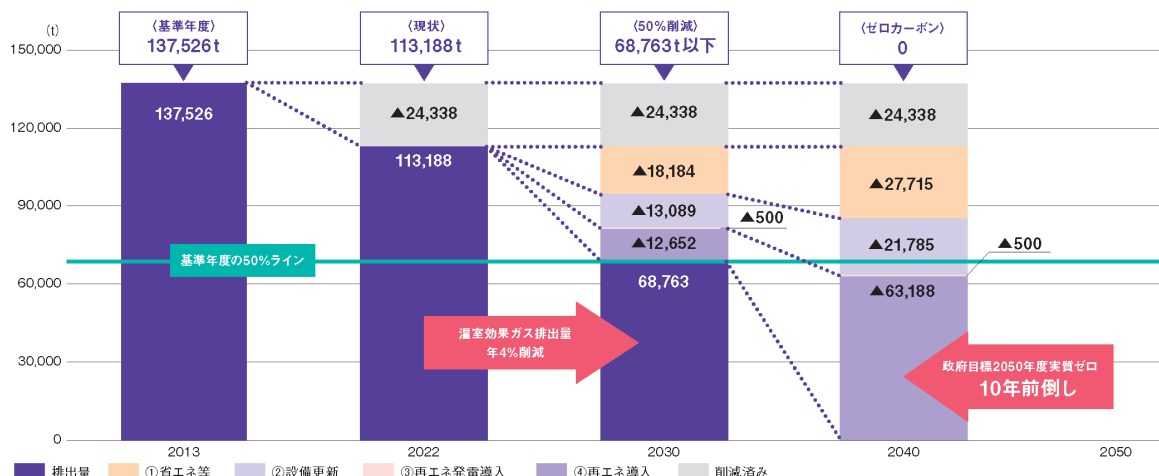 (t)
〈基準年度〉
137,526t
〈現状〉
113,188t
〈50%削減〉
68,763t以下
〈ゼロカーボン〉
0
150,000
120,000
90,000
60,000
30,000
0
137,526
▲24,338
113,188
▲24,338
▲18,184
▲13,089
▲500
▲12,652
68,763
▲24,338
▲27,715
▲21,785
▲500
▲63,188
基準年度の50%ライン
温室効果ガス排出量
年4%削減
政府目標2050年度実質ゼロ
10年前倒し
2013
2022
2030
2040
2050
排出量 ①省エネ等 ②設備更新 ③再エネ発電導入 ④再エネ導入 削減済み